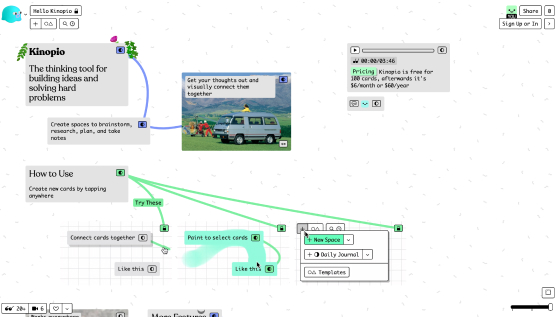 Hello Kinopio
Share
Sign Up or In
YOU
Kinopio
The thinking tool for
building ideas and
solving hard
problems
Create spaces to brainstorm,
research, plan, and take
notes
Get your thoughts out and
visually connect them
together
00:00/03:46
Pricing Kinopio is free for
100 cards, afterwards it's
$6/month or $60/year
How to Use
Create new cards by tapping
anywhere
Try These
Connect cards together
Like this
Paint to select cards
Like this
+ New Space
+ Daily Journal
Templates
20+
6
More Features